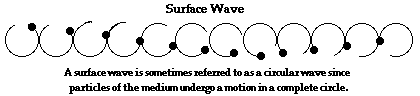 Surface Wave
A surface wave is sometimes referred to as a circular wave since
particles of the medium undergo a motion in a complete circle.